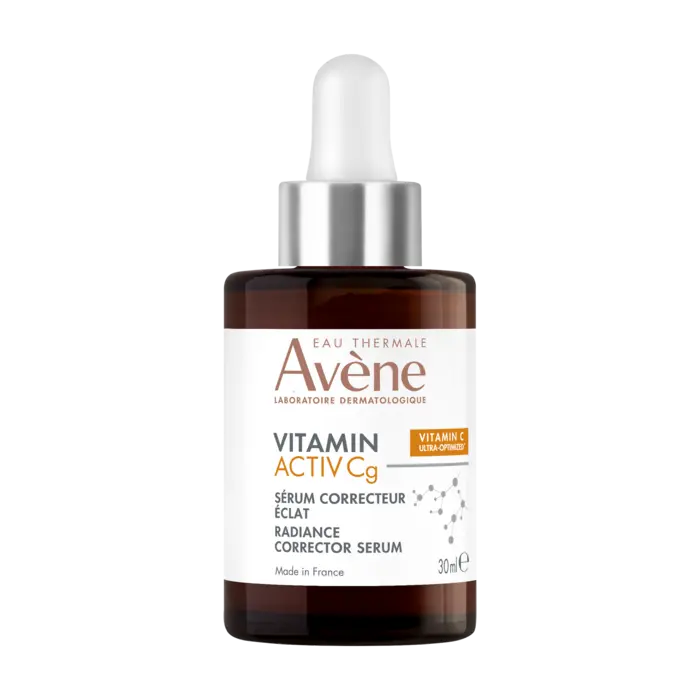 EAU THERMALE
Avène
LABORATOIRE DERMATOLOGIQUE
VITAMIN
ACTIV Cg
VITAMIN C
ULTRA-OPTIMIZED*
SÉRUM CORRECTEUR
ÉCLAT
RADIANCE
CORRECTOR SERUM
Made in France
30ml ℮